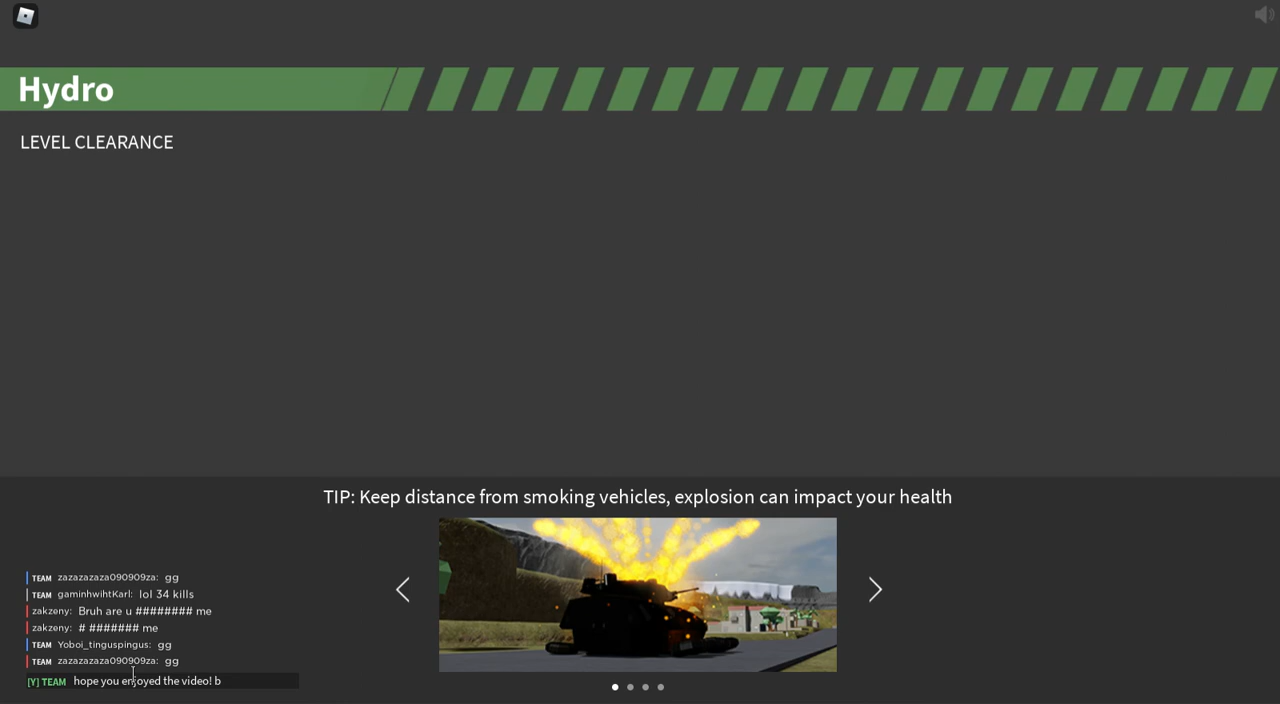 Hydro
LEVEL CLEARANCE
TIP: Keep distance from smoking vehicles, explosion can impact your health
TEAM zazazazaza090909za: gg
TEAM gaminhwihtKarl: lol 34 kills
zakzeny: Bruh are u ######## me
zakzeny: # ####### me
TEAM Yoboi_tinguspingus: gg
TEAM zazazazaza090909za: gg
[Y] TEAM hope you enjoyed the video! b